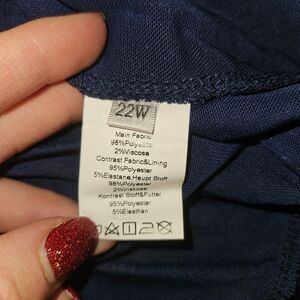 22W
Main Fabric
98%Polyester
2%Viscose
Contrast Fabric&Lining
95%Polyester
5%Elastane Haupt Stoff
98%Polyester
2%Viscose
Kontrast Stoff&Futter
95%Polyester
5%Elasthan